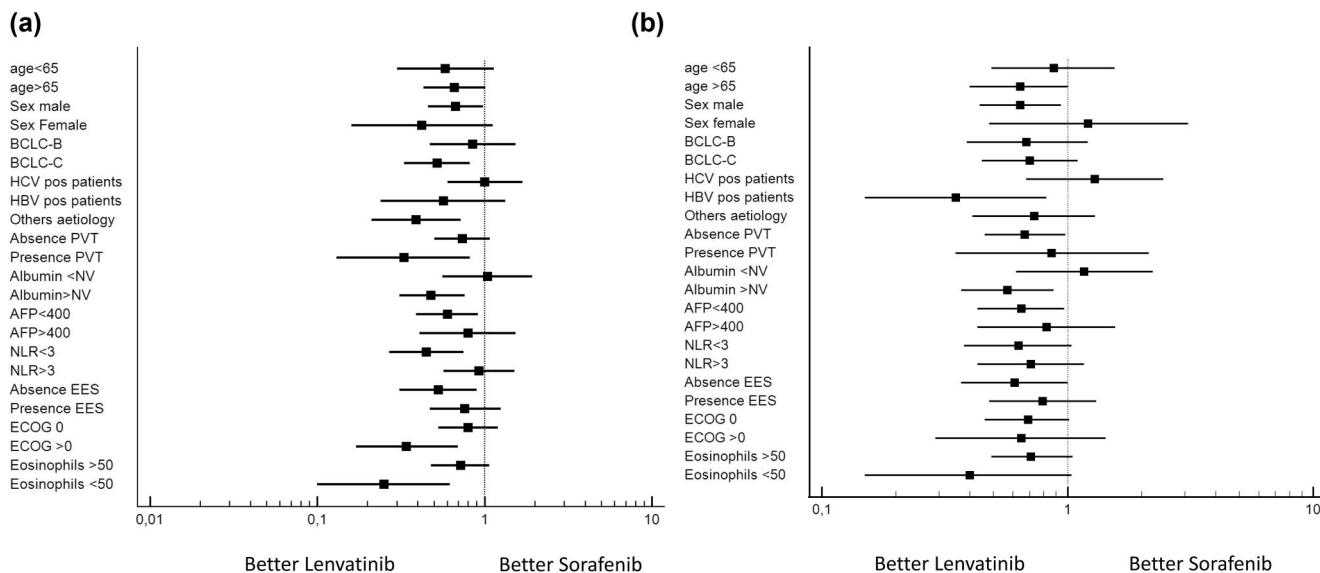 (a)
age<65
age>65
Sex male
Sex Female
BCLC-B
BCLC-C
HCV pos patients
HBV pos patients
Others aetiology
Absence PVT
Presence PVT
Albumin <NV
Albumin>NV
AFP<400
AFP>400
NLR<3
NLR>3
Absence EES
Presence EES
ECOG 0
ECOG >0
Eosinophils >50
Eosinophils <50
0,01 0,1 1 10
Better Lenvatinib Better Sorafenib
(b)
age <65
age >65
Sex male
Sex female
BCLC-B
BCLC-C
HCV pos patients
HBV pos patients
Others aetiology
Absence PVT
Presence PVT
Albumin <NV
Albumin >NV
AFP<400
AFP>400
NLR<3
NLR>3
Absence EES
Presence EES
ECOG 0
ECOG >0
Eosinophils >50
Eosinophils <50
0,1 1 10
Better Lenvatinib Better Sorafenib